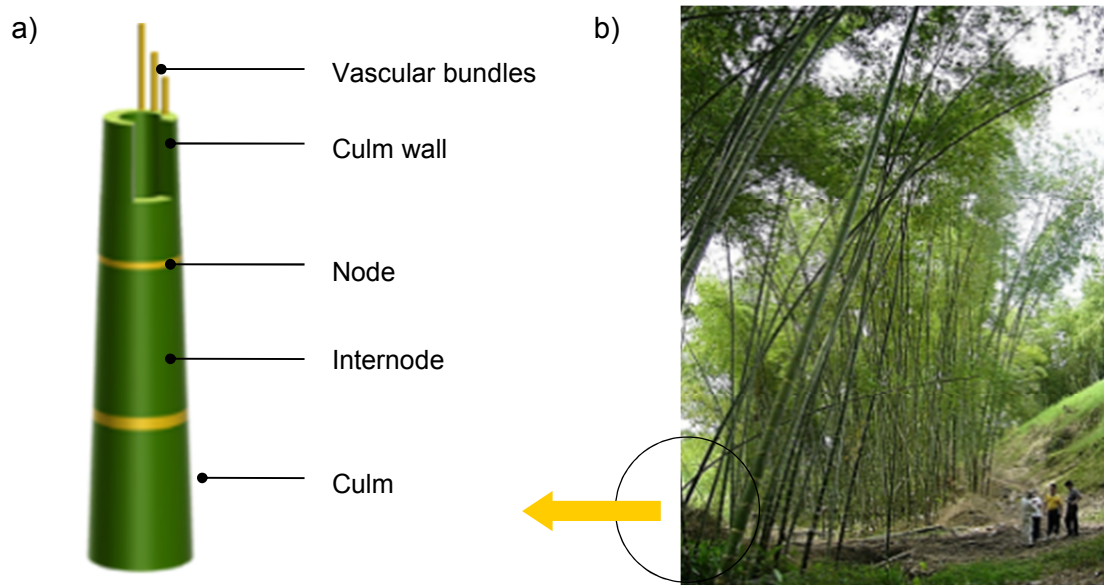 a)
b)
Vascular bundles
Culm wall
Node
Internode
Culm